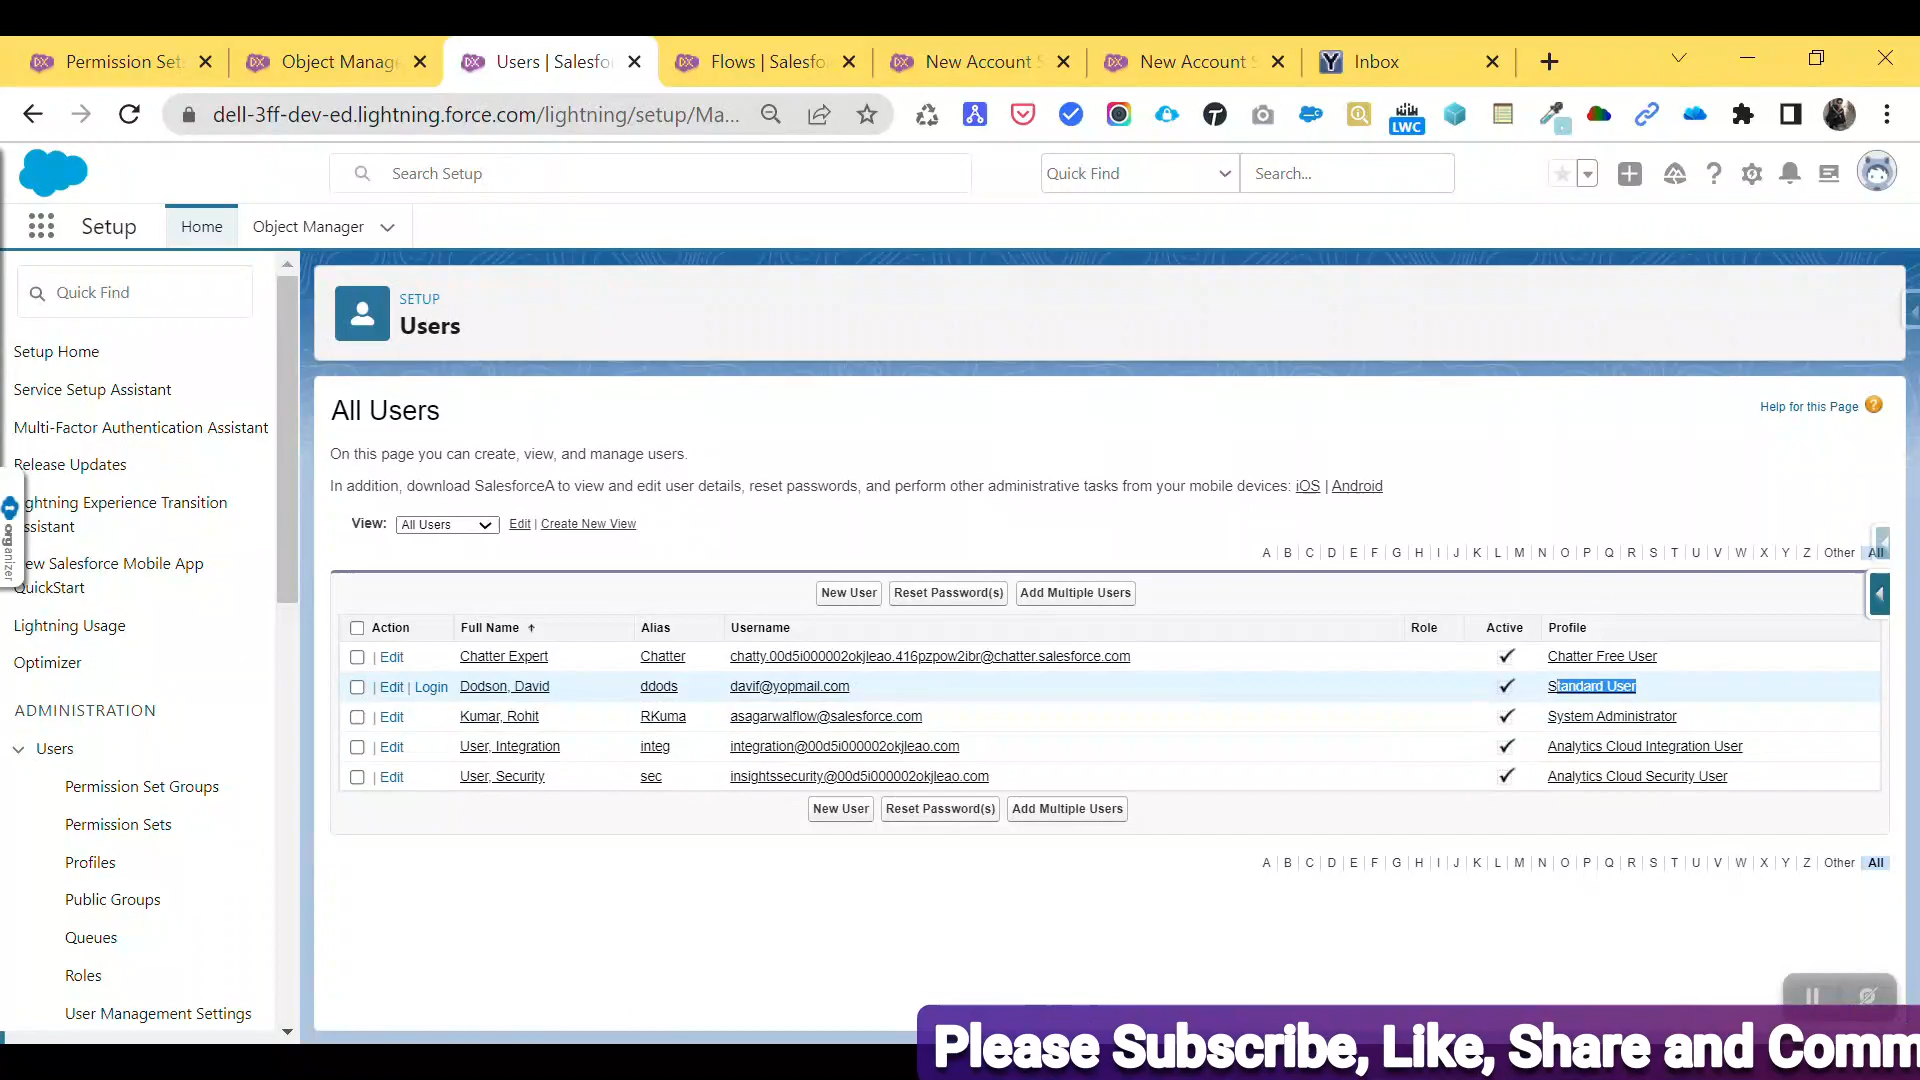 Permission Set
Object Manag
Users | Salesfo
Flows | Salesfo
New Account S
New Account S
Inbox
dell-3ff-dev-ed.lightning.force.com/lightning/setup/Ma...
LWC
Search Setup
Quick Find
Search...
Setup
Home
Object Manager
Quick Find
Setup Home
Service Setup Assistant
Multi-Factor Authentication Assistant
Release Updates
ightning Experience Transition
ssistant
ew Salesforce Mobile App
QuickStart
Lightning Usage
Optimizer
ADMINISTRATION
Users
Permission Set Groups
Permission Sets
Profiles
Public Groups
Queues
Roles
User Management Settings
organizer
SETUP
Users
All Users
Help for this Page
On this page you can create, view, and manage users.
In addition, download SalesforceA to view and edit user details, reset passwords, and perform other administrative tasks from your mobile devices: iOS | Android
View: All Users Edit | Create New View
A | B | C | D | E | F | G | H | I | J | K | L | M | N | O | P | Q | R | S | T | U | V | W | X | Y | Z | Other | All
New User Reset Password(s) Add Multiple Users
Action Full Name ↑ Alias Username Role Active Profile
| Edit Chatter Expert Chatter chatty.00d5i000002okjleao.416pzpow2ibr@chatter.salesforce.com ✓ Chatter Free User
| Edit | Login Dodson, David ddods davif@yopmail.com ✓ Standard User
| Edit Kumar, Rohit RKuma asagarwalflow@salesforce.com ✓ System Administrator
| Edit User, Integration integ integration@00d5i000002okjleao.com ✓ Analytics Cloud Integration User
| Edit User, Security sec insightssecurity@00d5i000002okjleao.com ✓ Analytics Cloud Security User
New User Reset Password(s) Add Multiple Users
A | B | C | D | E | F | G | H | I | J | K | L | M | N | O | P | Q | R | S | T | U | V | W | X | Y | Z | Other | All
Please Subscribe, Like, Share and Comm